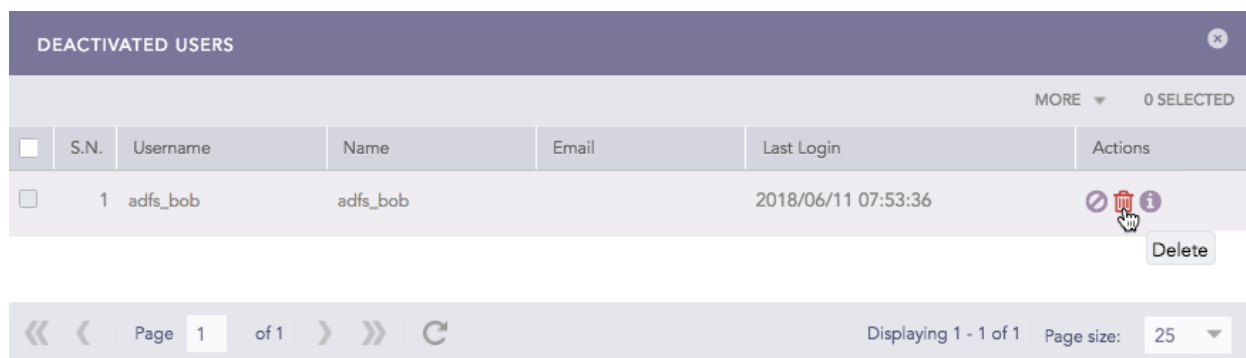 DEACTIVATED USERS
MORE 0 SELECTED
S.N. Username Name Email Last Login Actions
1 adfs_bob adfs_bob 2018/06/11 07:53:36
Delete
Page 1 of 1 Displaying 1 - 1 of 1 Page size: 25